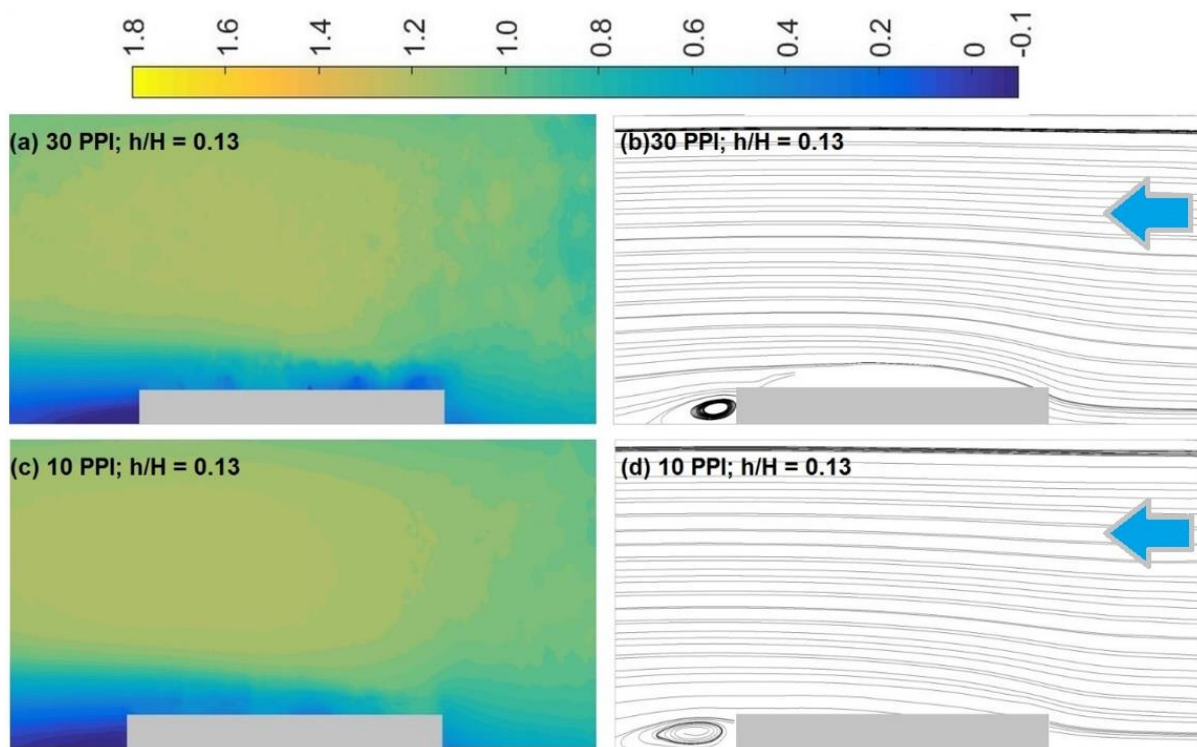 1.8 1.6 1.4 1.2 1.0 0.8 0.6 0.4 0.2 0 -0.1
(a) 30 PPI; h/H = 0.13
(b)30 PPI; h/H = 0.13
(c) 10 PPI; h/H = 0.13
(d) 10 PPI; h/H = 0.13